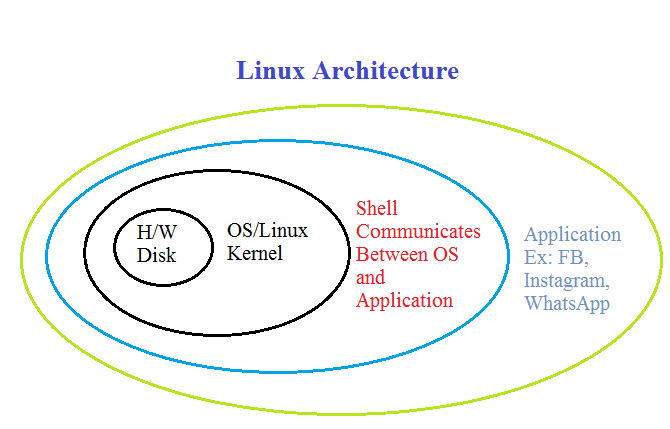 Linux Architecture
H/W
Disk
OS/Linux
Kernel
Shell
Communicates
Between OS
and
Application
Application
Ex: FB,
Instagram,
WhatsApp